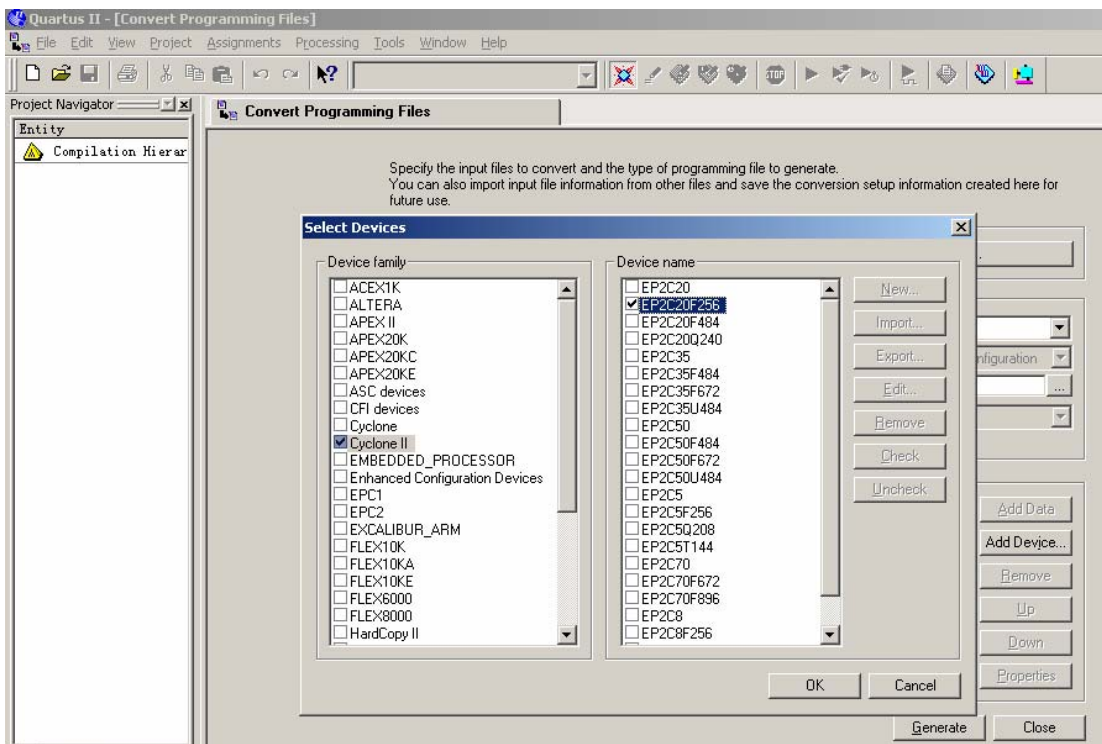 Quartus II - [Convert Programming Files]
File Edit View Project Assignments Processing Tools Window Help
STOP
Project Navigator
Convert Programming Files
Entity
Compilation Hierar
Specify the input files to convert and the type of programming file to generate.
You can also import input file information from other files and save the conversion setup information created here for
future use.
Select Devices
Device family
ACEX1K
ALTERA
APEX II
APEX20K
APEX20KC
APEX20KE
ASC devices
CFI devices
Cyclone
Cyclone II
EMBEDDED_PROCESSOR
Enhanced Configuration Devices
EPC1
EPC2
EXCALIBUR_ARM
FLEX10K
FLEX10KA
FLEX10KE
FLEX6000
FLEX8000
HardCopy II
Device name
EP2C20
EP2C20F256
EP2C20F484
EP2C20Q240
EP2C35
EP2C35F484
EP2C35F672
EP2C35U484
EP2C50
EP2C50F484
EP2C50F672
EP2C50U484
EP2C5
EP2C5F256
EP2C5Q208
EP2C5T144
EP2C70
EP2C70F672
EP2C70F896
EP2C8
EP2C8F256
New...
Import...
Export...
Edit...
Remove
Check
Uncheck
OK
Cancel
.
nfiguration
...
Add Data
Add Device...
Remove
Up
Down
Properties
Generate
Close